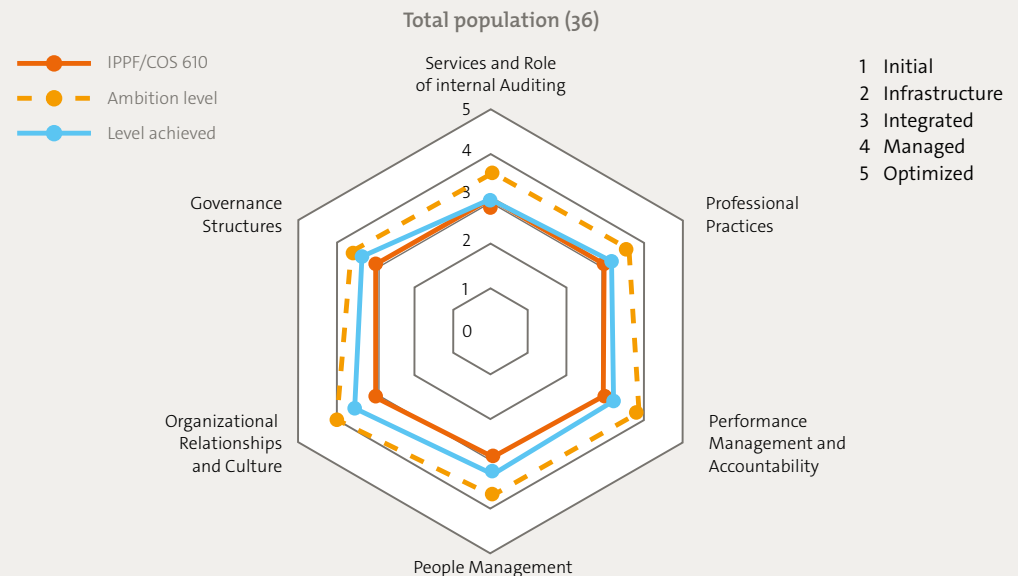 Total population (36)
IPPF/COS 610
Ambition level
Level achieved
Services and Role
of internal Auditing
1 Initial
2 Infrastructure
3 Integrated
4 Managed
5 Optimized
5
4
3
2
1
0
Governance
Structures
Professional
Practices
Organizational
Relationships
and Culture
Performance
Management and
Accountability
People Management